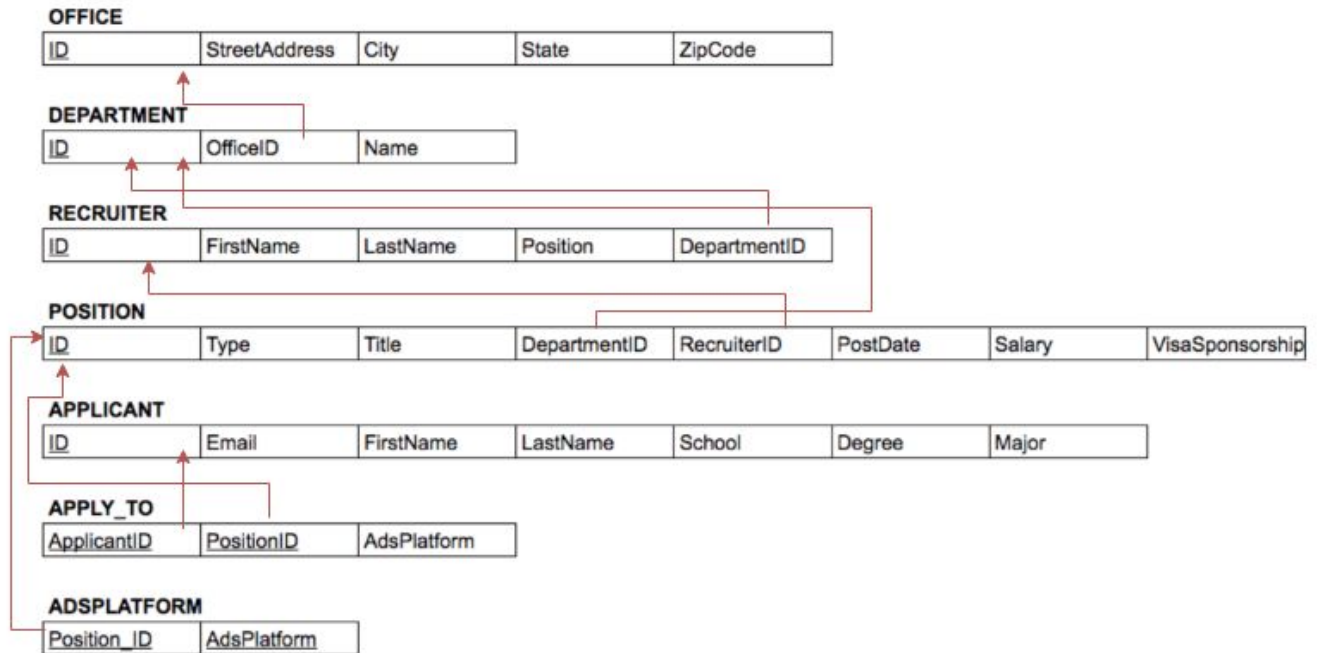 OFFICE
ID StreetAddress City State ZipCode
DEPARTMENT
ID OfficeID Name
RECRUITER
ID FirstName LastName Position DepartmentID
POSITION
ID Type Title DepartmentID RecruiterID PostDate Salary VisaSponsorship
APPLICANT
ID Email FirstName LastName School Degree Major
APPLY_TO
ApplicantID PositionID AdsPlatform
ADSPLATFORM
Position_ID AdsPlatform